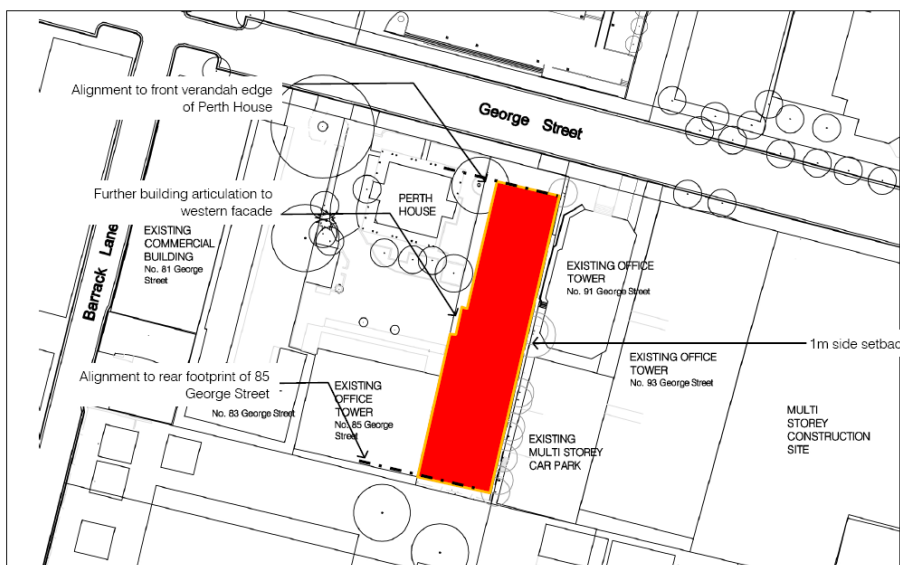 Alignment to front verandah edge
of Perth House
George Street
Further building articulation to
western facade
PERTH
HOUSE
Barrack Lane
EXISTING
COMMERCIAL
BUILDING
No. 81 George
Street
EXISTING OFFICE
TOWER
No. 91 George Street
1m side setbac
EXISTING OFFICE
TOWER
No. 93 George Street
Alignment to rear footprint of 85
George Street
No. 83 George Street
EXISTING
OFFICE
TOWER
No. 85 George
Street
EXISTING
MULTI STOREY
CAR PARK
MULTI
STOREY
CONSTRUCTION
SITE